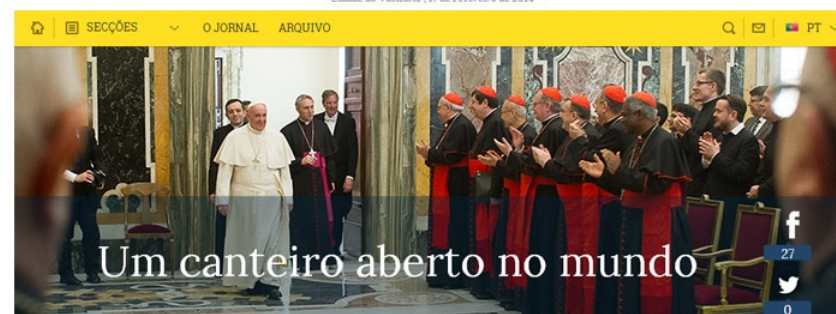 SECÇÕES
O JORNAL
ARQUIVO
PT
Um canteiro aberto no mundo
27
0